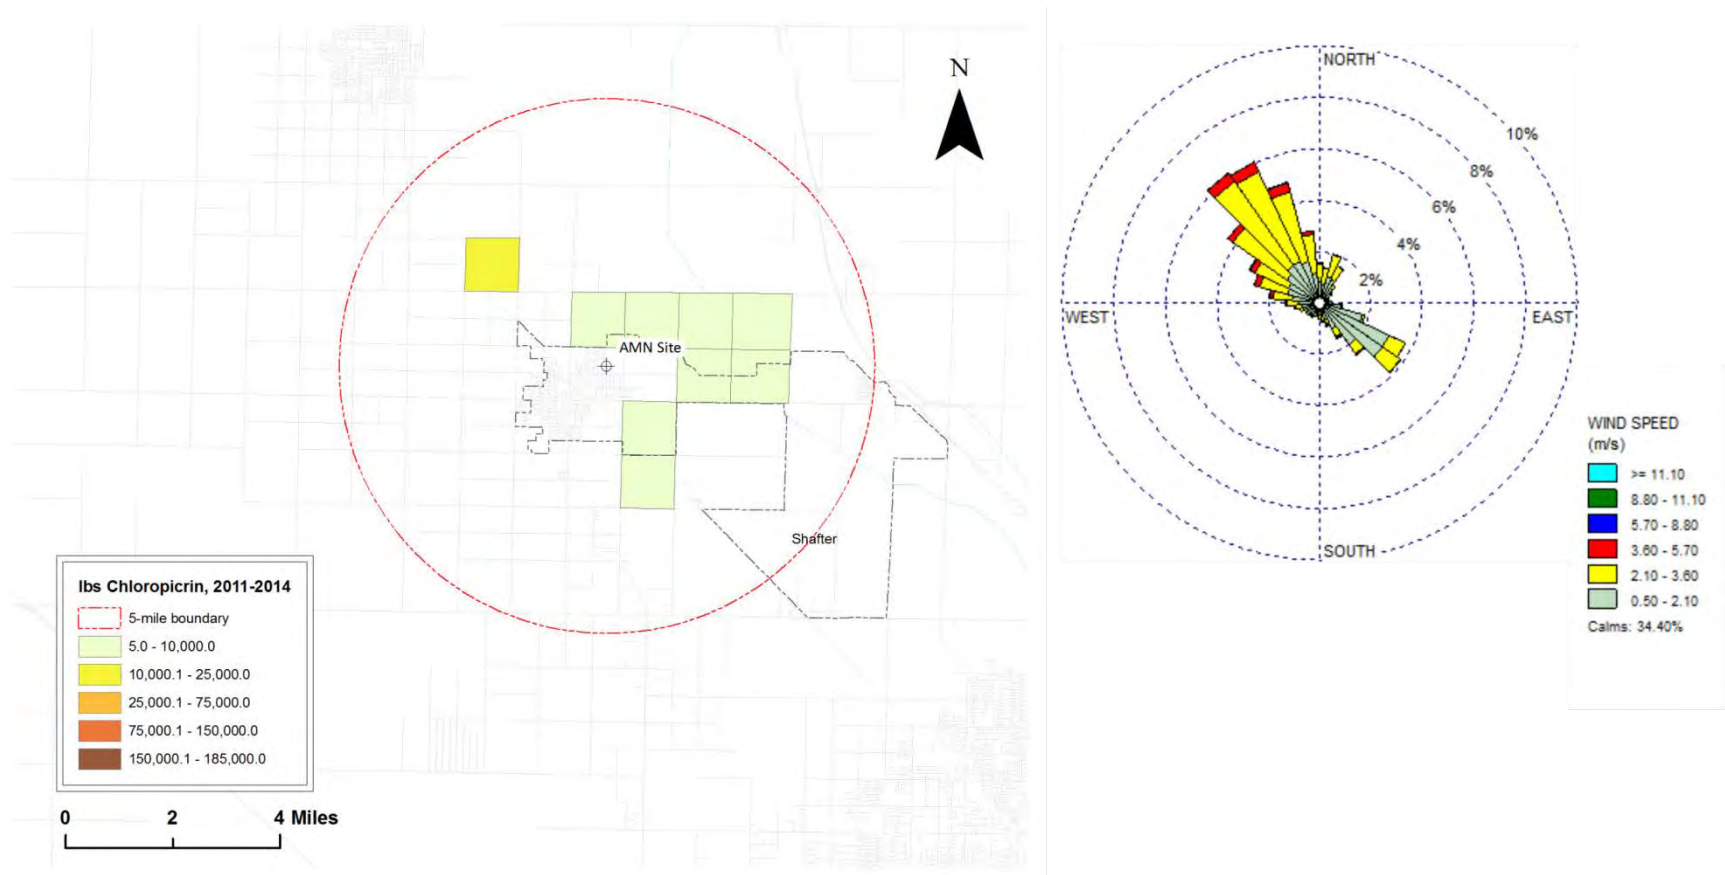 N
AMN Site
Shafter
lbs Chloropicrin, 2011-2014
5-mile boundary
5.0 - 10,000.0
10,000.1 - 25,000.0
25,000.1 - 75,000.0
75,000.1 - 150,000.0
150,000.1 - 185,000.0
0 2 4 Miles
NORTH
10%
8%
6%
4%
2%
WEST
EAST
SOUTH
WIND SPEED
(m/s)
>= 11.10
8.80 - 11.10
5.70 - 8.80
3.60 - 5.70
2.10 - 3.60
0.50 - 2.10
Calms: 34.40%